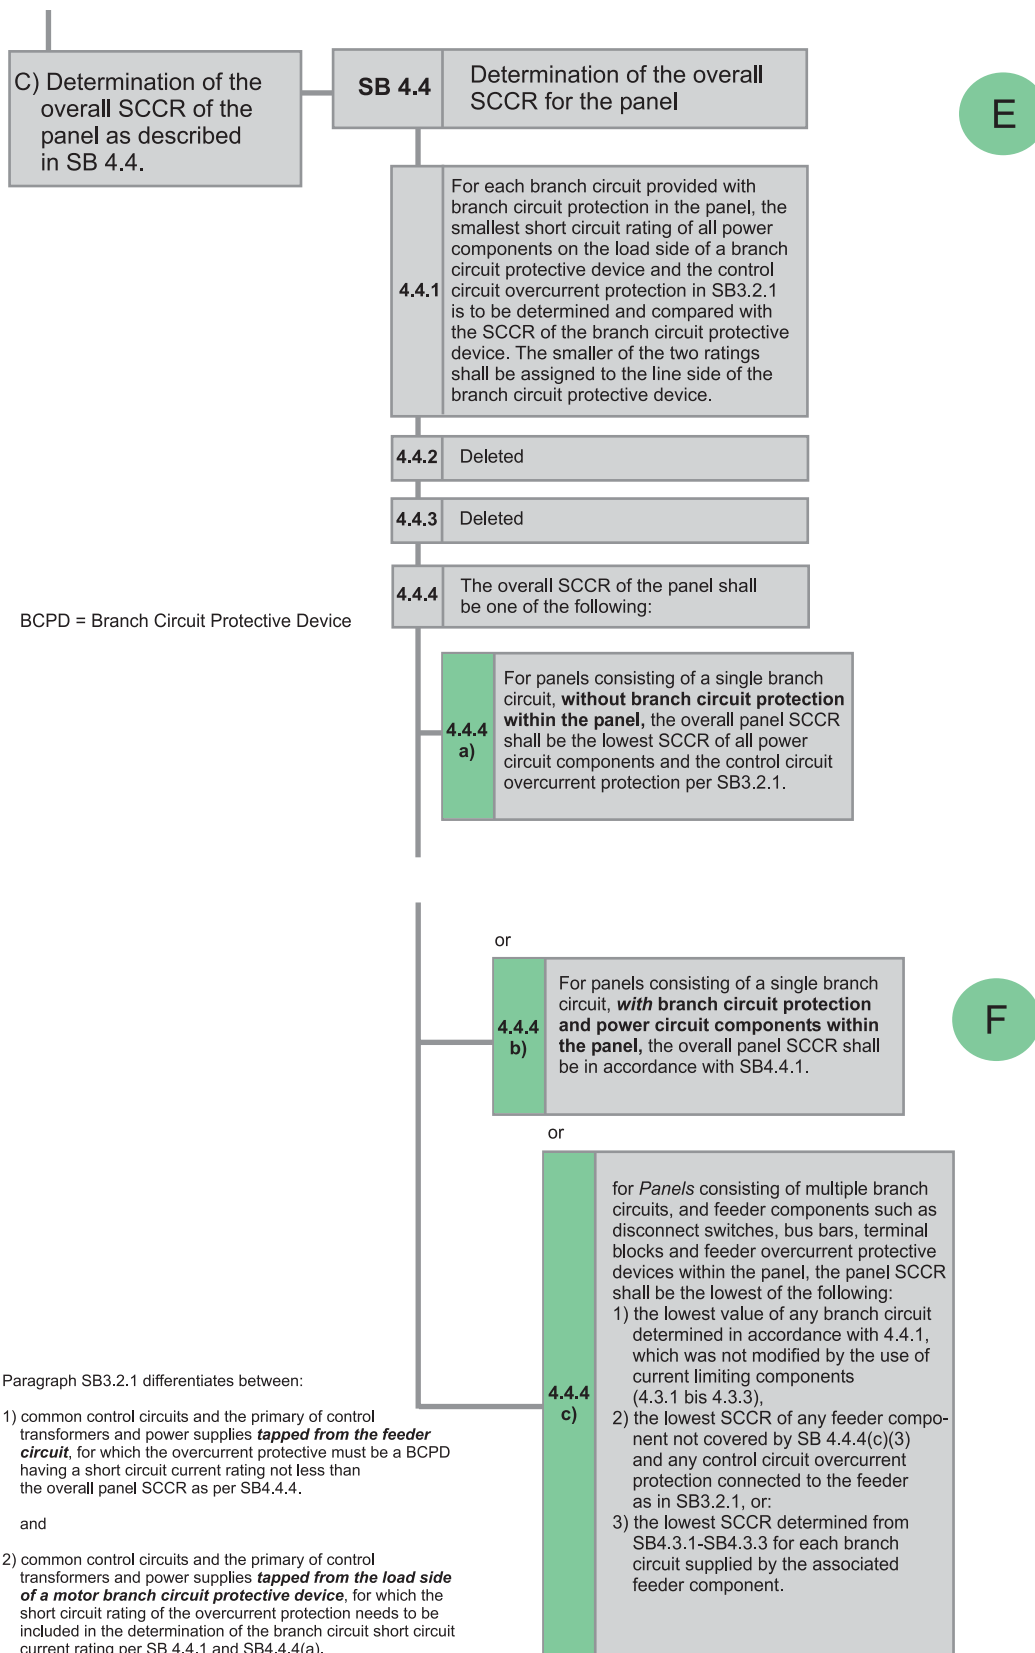 C) Determination of the
overall SCCR of the
panel as described
in SB 4.4.
SB 4.4
Determination of the overall
SCCR for the panel
E
4.4.1
For each branch circuit provided with
branch circuit protection in the panel, the
smallest short circuit rating of all power
components on the load side of a branch
circuit protective device and the control
circuit overcurrent protection in SB3.2.1
is to be determined and compared with
the SCCR of the branch circuit protective
device. The smaller of the two ratings
shall be assigned to the line side of the
branch circuit protective device.
4.4.2
Deleted
4.4.3
Deleted
4.4.4
The overall SCCR of the panel shall
be one of the following:
BCPD = Branch Circuit Protective Device
4.4.4
a)
For panels consisting of a single branch
circuit, without branch circuit protection
within the panel, the overall panel SCCR
shall be the lowest SCCR of all power
circuit components and the control circuit
overcurrent protection per SB3.2.1.
or
4.4.4
b)
For panels consisting of a single branch
circuit, with branch circuit protection
and power circuit components within
the panel, the overall panel SCCR shall
be in accordance with SB4.4.1.
F
or
4.4.4
c)
for Panels consisting of multiple branch
circuits, and feeder components such as
disconnect switches, bus bars, terminal
blocks and feeder overcurrent protective
devices within the panel, the panel SCCR
shall be the lowest of the following:
1) the lowest value of any branch circuit
determined in accordance with 4.4.1,
which was not modified by the use of
current limiting components
(4.3.1 bis 4.3.3),
2) the lowest SCCR of any feeder compo-
nent not covered by SB 4.4.4(c)(3)
and any control circuit overcurrent
protection connected to the feeder
as in SB3.2.1, or:
3) the lowest SCCR determined from
SB4.3.1-SB4.3.3 for each branch
circuit supplied by the associated
feeder component.
Paragraph SB3.2.1 differentiates between:
1) common control circuits and the primary of control
transformers and power supplies tapped from the feeder
circuit, for which the overcurrent protective must be a BCPD
having a short circuit current rating not less than
the overall panel SCCR as per SB4.4.4.
and
2) common control circuits and the primary of control
transformers and power supplies tapped from the load side
of a motor branch circuit protective device, for which the
short circuit rating of the overcurrent protection needs to be
included in the determination of the branch circuit short circuit
current rating per SB 4.4.1 and SB4.4.4(a).